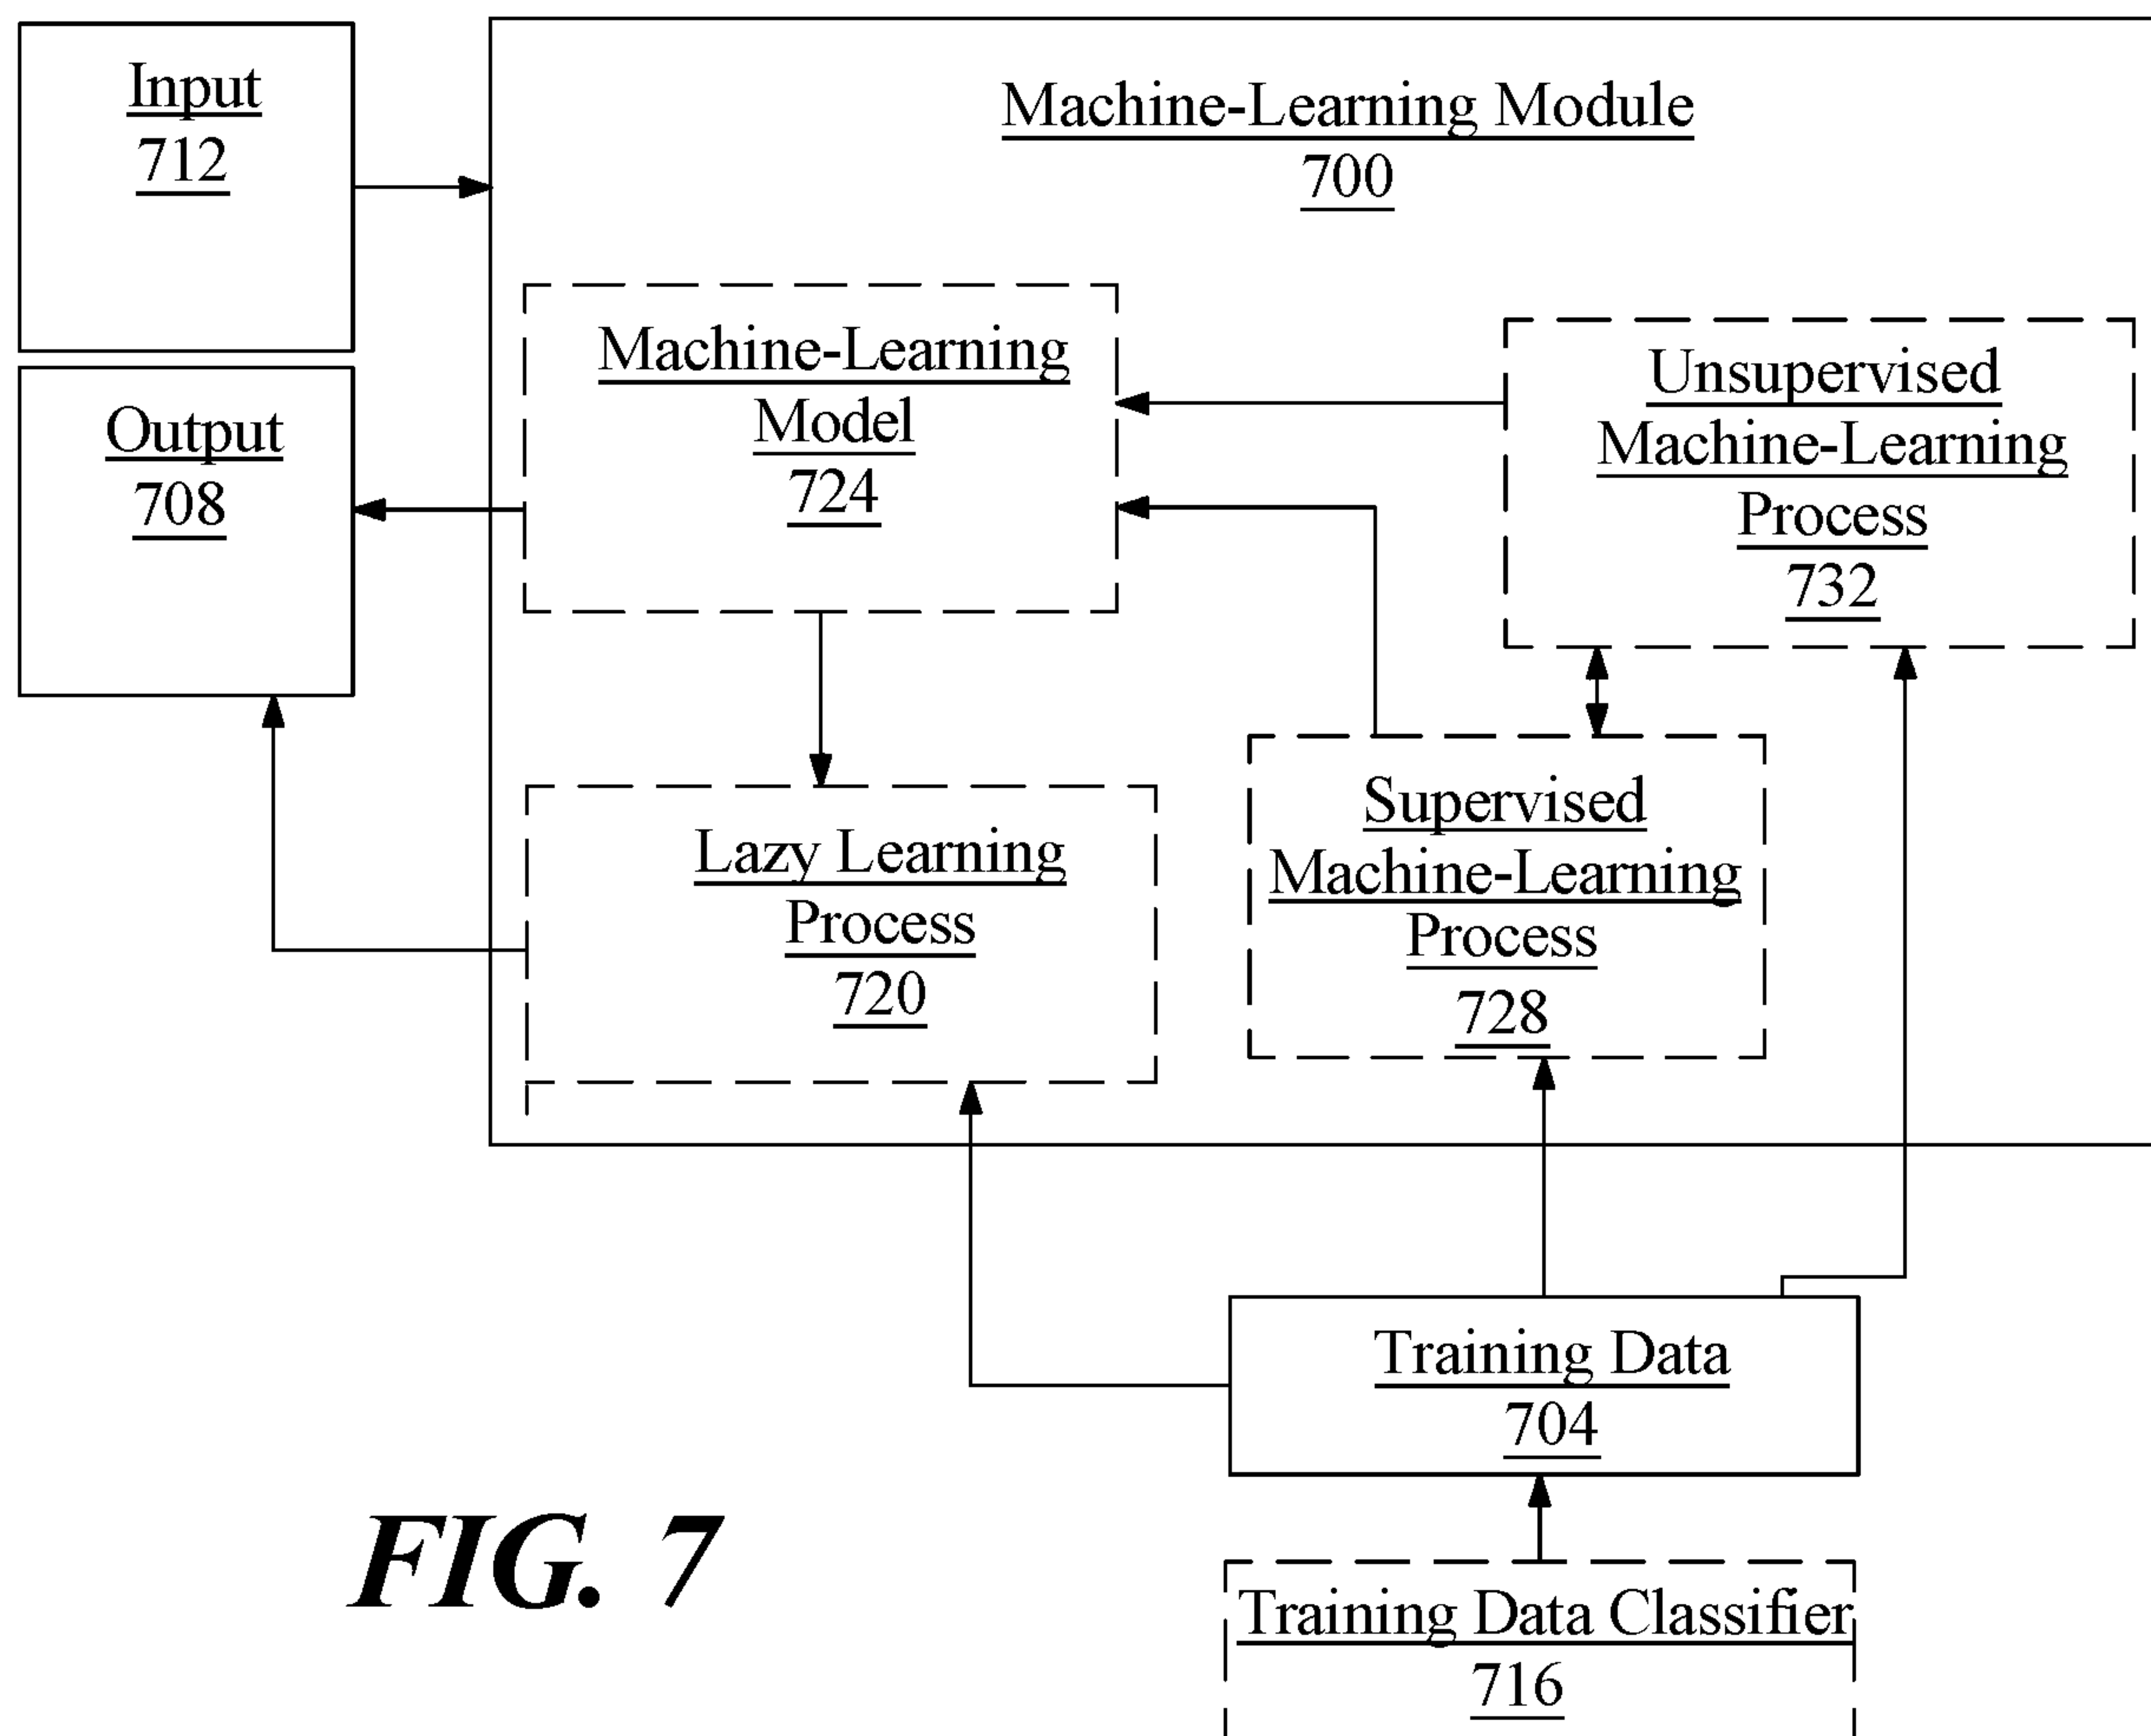 Input
712
Machine-Learning Module
700
Machine-Learning
Model
724
Unsupervised
Machine-Learning
Process
732
Output
708
Lazy Learning
Process
720
Supervised
Machine-Learning
Process
728
Training Data
704
Training Data Classifier
716
FIG. 7